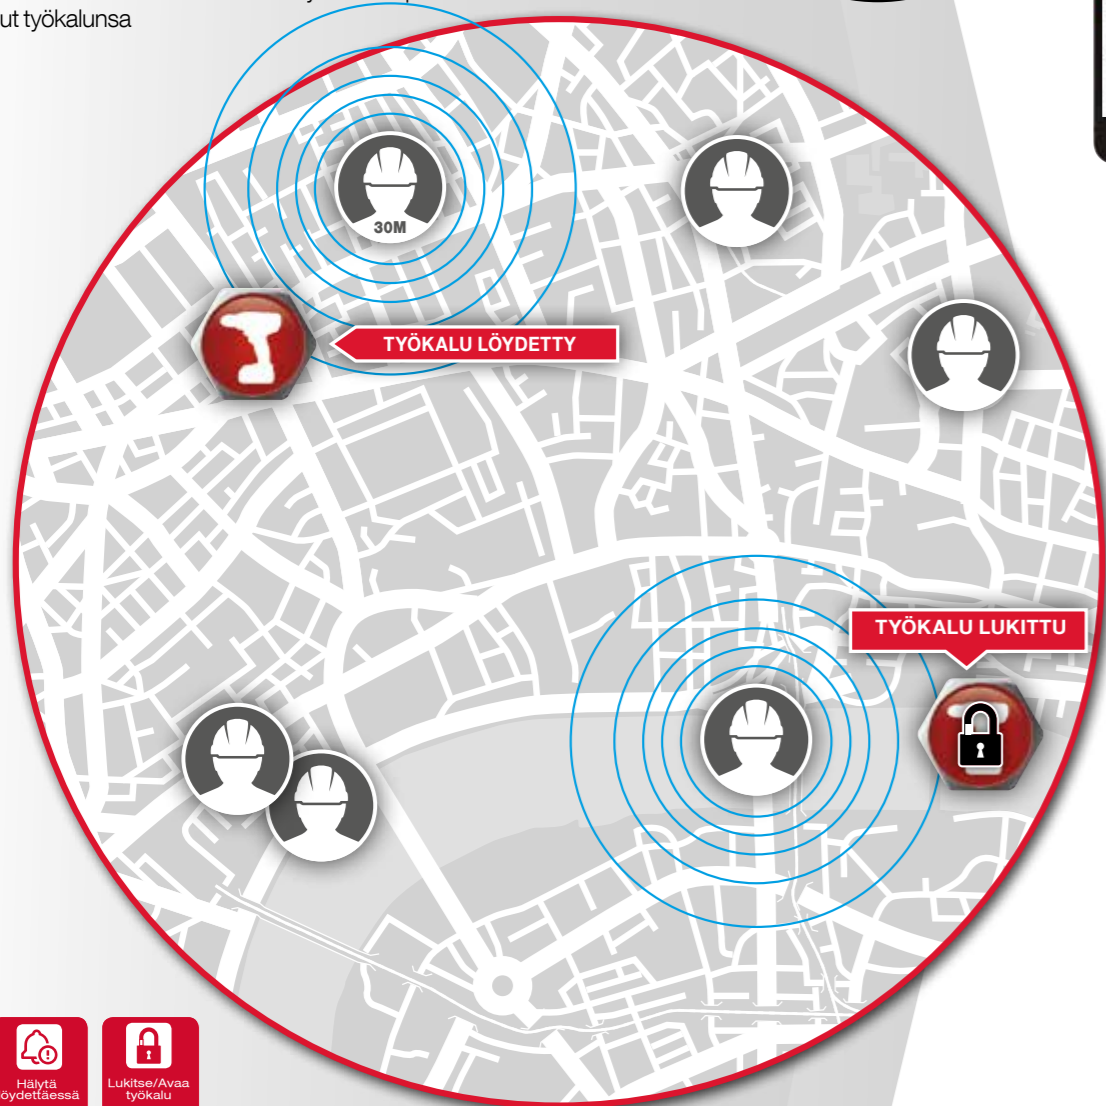 ut työkalunsa
30M
TYÖKALU LÖYDETTY
TYÖKALU LUKITTU
Hälytä
öydettäessä
Lukitse/Avaa
työkalu